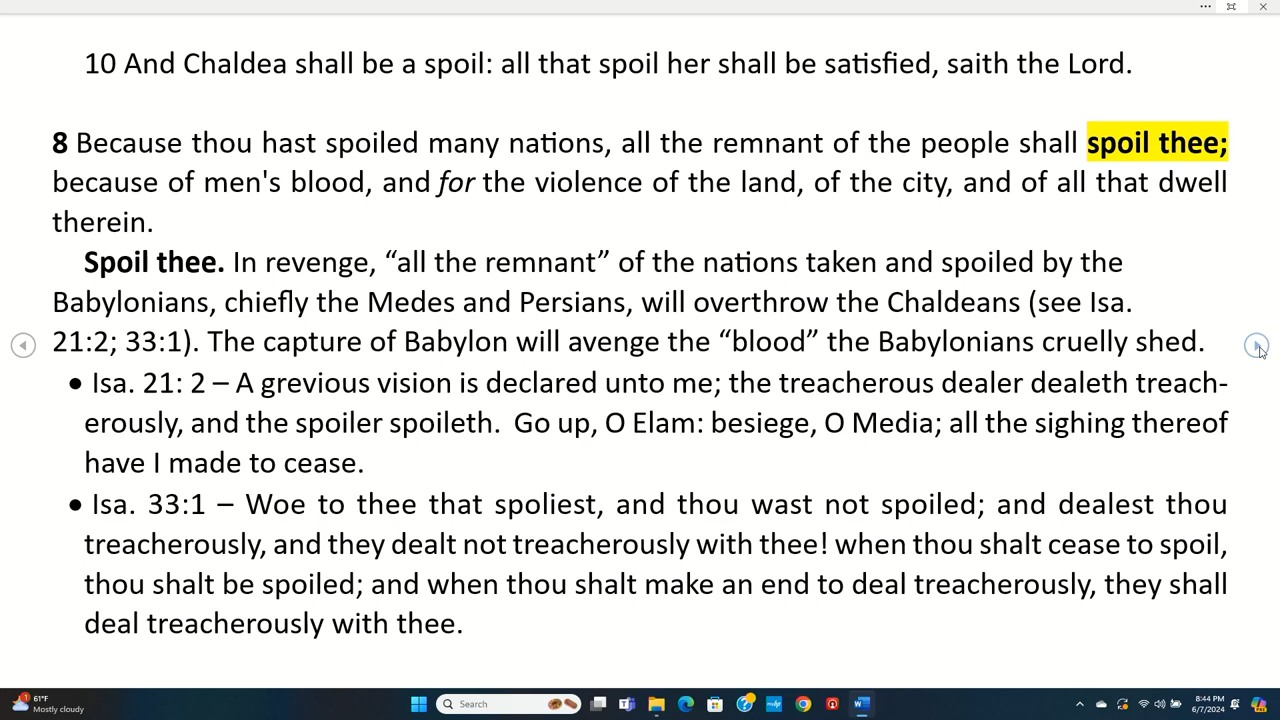 10 And Chaldea shall be a spoil: all that spoil her shall be satisfied, saith the Lord.
8 Because thou hast spoiled many nations, all the remnant of the people shall spoil thee;
because of men's blood, and for the violence of the land, of the city, and of all that dwell
therein.
Spoil thee. In revenge, “all the remnant” of the nations taken and spoiled by the
Babylonians, chiefly the Medes and Persians, will overthrow the Chaldeans (see Isa.
21:2; 33:1). The capture of Babylon will avenge the “blood” the Babylonians cruelly shed.
• Isa. 21: 2 – A grevious vision is declared unto me; the treacherous dealer dealeth treach-
erously, and the spoiler spoileth.  Go up, O Elam: besiege, O Media; all the sighing thereof
have I made to cease.
• Isa. 33:1 – Woe to thee that spoliest, and thou wast not spoiled; and dealest thou
treacherously, and they dealt not treacherously with thee! when thou shalt cease to spoil,
thou shalt be spoiled; and when thou shalt make an end to deal treacherously, they shall
deal treacherously with thee.
1
61°F
Mostly cloudy
Search
8:44 PM
6/7/2024